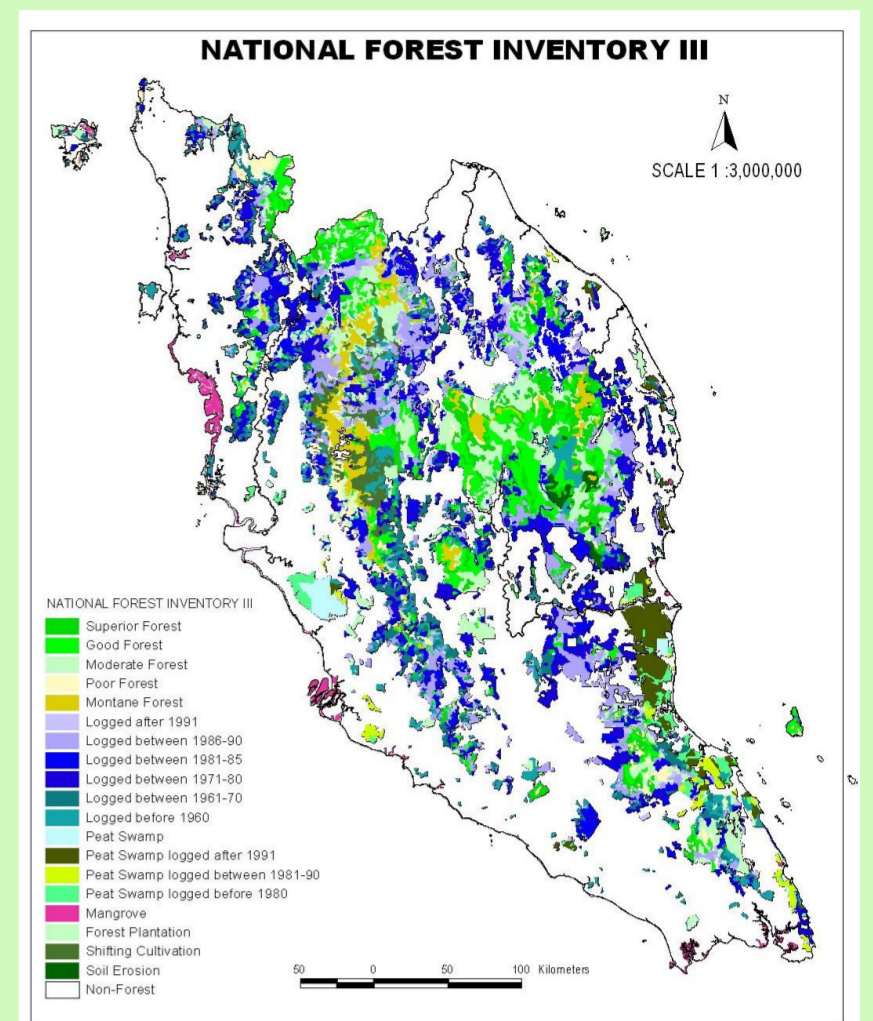 NATIONAL FOREST INVENTORY III
N
SCALE 1 :3,000,000
NATIONAL FOREST INVENTORY III
Superior Forest
Good Forest
Moderate Forest
Poor Forest
Montane Forest
Logged after 1991
Logged between 1986-90
Logged between 1981-85
Logged between 1971-80
Logged between 1961-70
Logged before 1960
Peat Swamp
Peat Swamp logged after 1991
Peat Swamp logged between 1981-90
Peat Swamp logged before 1980
Mangrove
Forest Plantation
Shifting Cultivation
Soil Erosion
Non-Forest
50 0 50 100 Kilometers